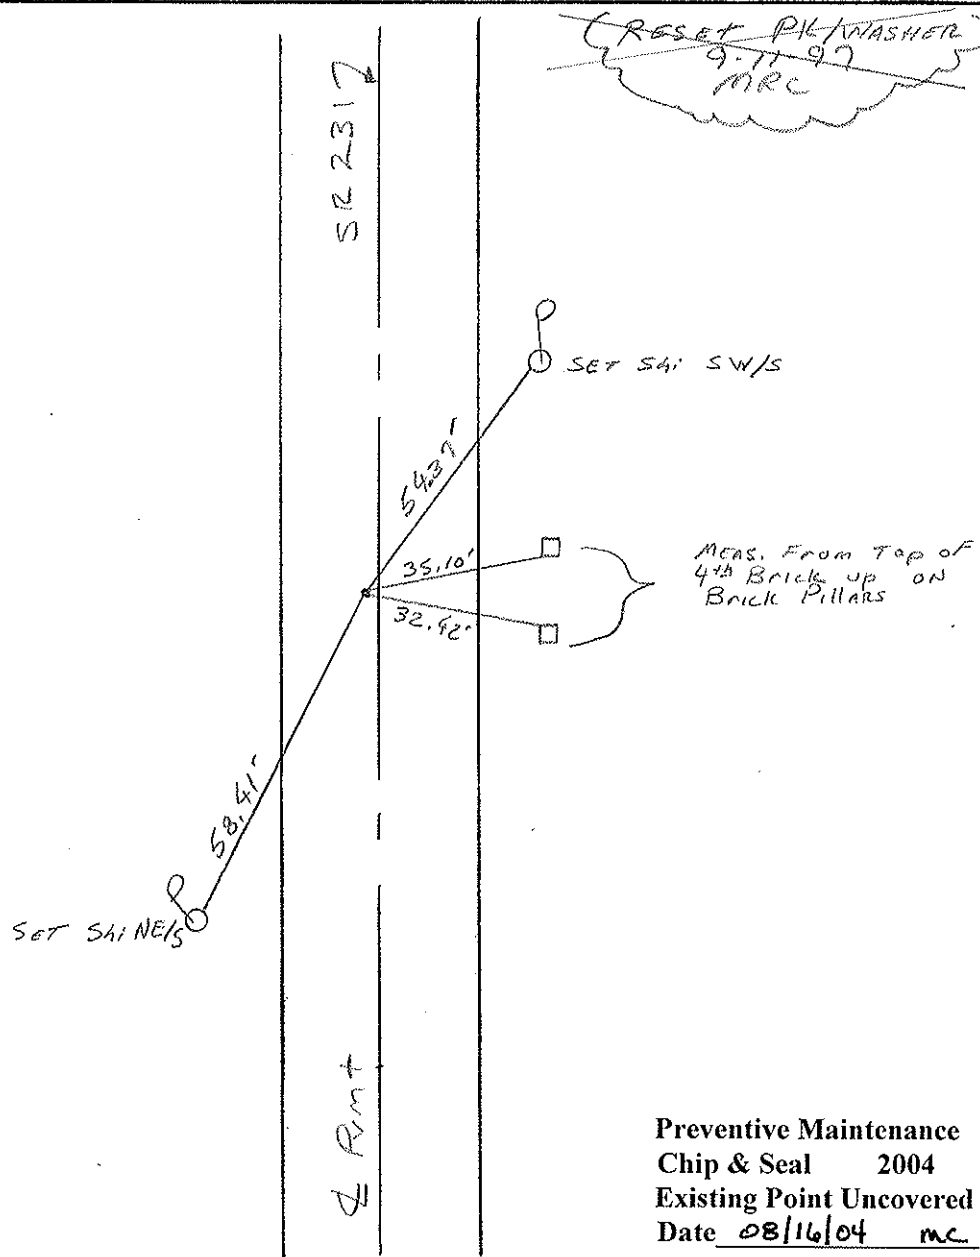 RESET PK/WASHER
9-11-97
MRC
SR 2317
SET S4i SW/S
54.37'
35.10'
32.42'
MEAS. From Top of
4th Brick up on
Brick Pillars
58.41'
SET S4i NE/S
℄ Pvmt
Preventive Maintenance
Chip & Seal 2004
Existing Point Uncovered
Date 08/16/04 mc